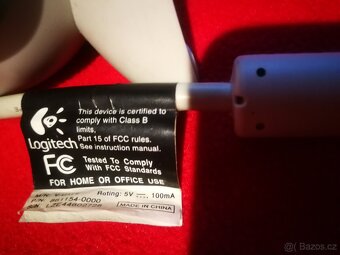 This device is certified to
comply with Class B
limits,
Part 15 of FCC rules.
See instruction manual.
Logitech
FC
Tested To Comply
With FCC Standards
FOR HOME OR OFFICE USE
Rating: 5V 100mA
P/N: 861154-0000
MADE IN CHINA
bazos.cz